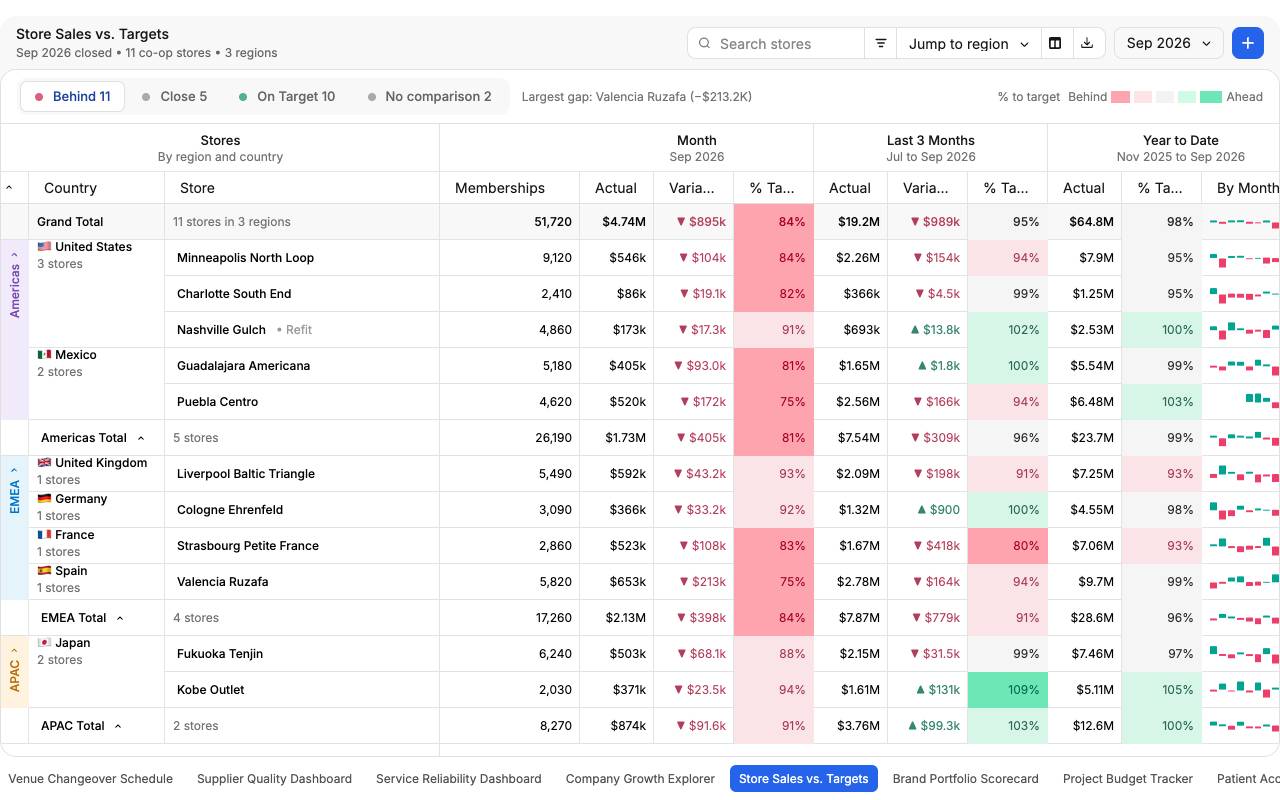 Store Sales vs. Targets
Sep 2026 closed • 11 co-op stores • 3 regions
Search stores
Jump to region
Sep 2026
Behind 11
Close 5
On Target 10
No comparison 2
Largest gap: Valencia Ruzafa (−$213.2K)
% to target Behind Ahead
Stores
By region and country
Month
Sep 2026
Last 3 Months
Jul to Sep 2026
Year to Date
Nov 2025 to Sep 2026
Country Store Memberships Actual Varia... % Ta... Actual Varia... % Ta... Actual % Ta... By Month
Grand Total 11 stores in 3 regions 51,720 $4.74M ▼ $895k 84% $19.2M ▼ $989k 95% $64.8M 98%
Americas
United States
3 stores
Minneapolis North Loop 9,120 $546k ▼ $104k 84% $2.26M ▼ $154k 94% $7.9M 95%
Charlotte South End 2,410 $86k ▼ $19.1k 82% $366k ▼ $4.5k 99% $1.25M 95%
Nashville Gulch • Refit 4,860 $173k ▼ $17.3k 91% $693k ▲ $13.8k 102% $2.53M 100%
Mexico
2 stores
Guadalajara Americana 5,180 $405k ▼ $93.0k 81% $1.65M ▲ $1.8k 100% $5.54M 99%
Puebla Centro 4,620 $520k ▼ $172k 75% $2.56M ▼ $166k 94% $6.48M 103%
Americas Total 5 stores 26,190 $1.73M ▼ $405k 81% $7.54M ▼ $309k 96% $23.7M 99%
EMEA
United Kingdom
1 stores
Liverpool Baltic Triangle 5,490 $592k ▼ $43.2k 93% $2.09M ▼ $198k 91% $7.25M 93%
Germany
1 stores
Cologne Ehrenfeld 3,090 $366k ▼ $33.2k 92% $1.32M ▲ $900 100% $4.55M 98%
France
1 stores
Strasbourg Petite France 2,860 $523k ▼ $108k 83% $1.67M ▼ $418k 80% $7.06M 93%
Spain
1 stores
Valencia Ruzafa 5,820 $653k ▼ $213k 75% $2.78M ▼ $164k 94% $9.7M 99%
EMEA Total 4 stores 17,260 $2.13M ▼ $398k 84% $7.87M ▼ $779k 91% $28.6M 96%
APAC
Japan
2 stores
Fukuoka Tenjin 6,240 $503k ▼ $68.1k 88% $2.15M ▼ $31.5k 99% $7.46M 97%
Kobe Outlet 2,030 $371k ▼ $23.5k 94% $1.61M ▲ $131k 109% $5.11M 105%
APAC Total 2 stores 8,270 $874k ▼ $91.6k 91% $3.76M ▲ $99.3k 103% $12.6M 100%
Venue Changeover Schedule Supplier Quality Dashboard Service Reliability Dashboard Company Growth Explorer Store Sales vs. Targets Brand Portfolio Scorecard Project Budget Tracker Patient Acc